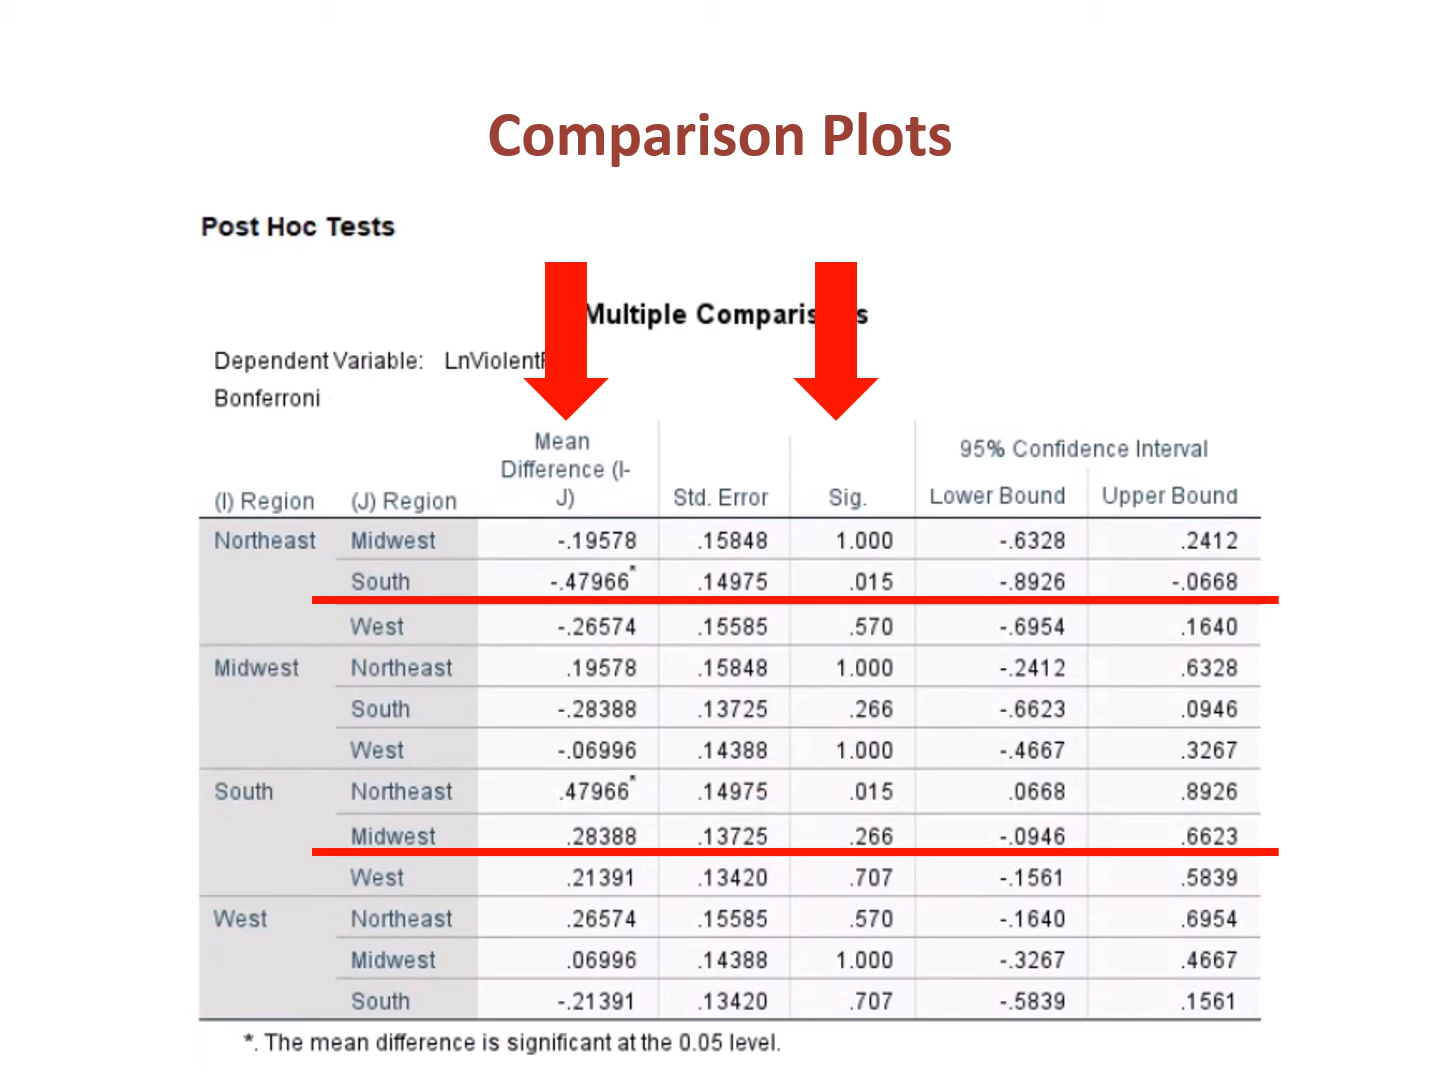 Comparison Plots
Post Hoc Tests
Multiple
Dependent Variable:
Bonferroni
(I) Region (J) Region Mean Difference (I-J) Std. Error Sig. 95% Confidence Interval Lower Bound Upper Bound
Northeast Midwest -.19578 .15848 1.000 -.6328 .2412
South -.47966* .14975 .015 -.8926 -.0668
West -.26574 .15585 .570 -.6954 .1640
Midwest Northeast .19578 .15848 1.000 -.2412 .6328
South -.28388 .13725 .266 -.6623 .0946
West -.06996 .14388 1.000 -.4667 .3267
South Northeast .47966* .14975 .015 .0668 .8926
Midwest .28388 .13725 .266 -.0946 .6623
West .21391 .13420 .707 -.1561 .5839
West Northeast .26574 .15585 .570 -.1640 .6954
Midwest .06996 .14388 1.000 -.3267 .4667
South -.21391 .13420 .707 -.5839 .1561
*. The mean difference is significant at the 0.05 level.